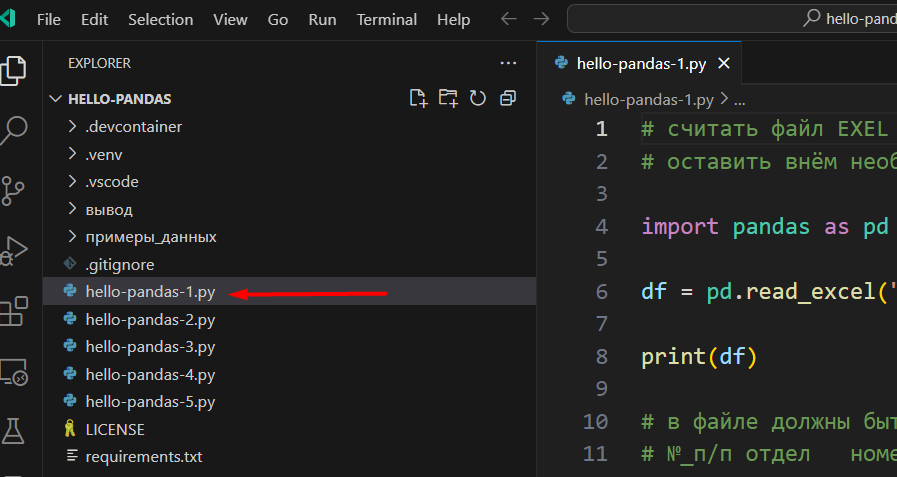 File Edit Selection View Go Run Terminal Help
hello-pand
EXPLORER
hello-pandas-1.py
HELLO-PANDAS
hello-pandas-1.py > ...
.devcontainer
.venv
.vscode
вывод
примеры_данных
.gitignore
hello-pandas-1.py
hello-pandas-2.py
hello-pandas-3.py
hello-pandas-4.py
hello-pandas-5.py
LICENSE
requirements.txt
1 # считать файл EXEL
2 # оставить внём необ
3
4 import pandas as pd
5
6 df = pd.read_excel('
7
8 print(df)
9
10 # в файле должны быт
11 # №_п/п отдел номе